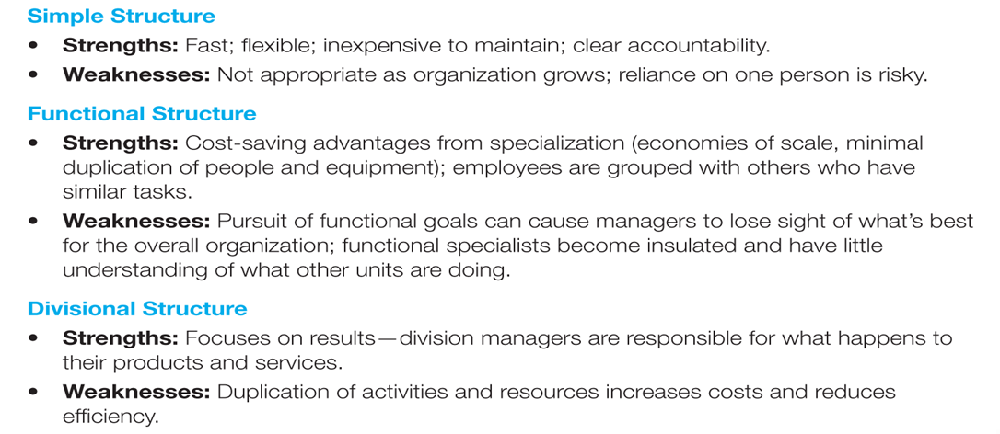 Simple Structure
• Strengths: Fast; flexible; inexpensive to maintain; clear accountability.
• Weaknesses: Not appropriate as organization grows; reliance on one person is risky.
Functional Structure
• Strengths: Cost-saving advantages from specialization (economies of scale, minimal
duplication of people and equipment); employees are grouped with others who have
similar tasks.
• Weaknesses: Pursuit of functional goals can cause managers to lose sight of what’s best
for the overall organization; functional specialists become insulated and have little
understanding of what other units are doing.
Divisional Structure
• Strengths: Focuses on results—division managers are responsible for what happens to
their products and services.
• Weaknesses: Duplication of activities and resources increases costs and reduces
efficiency.